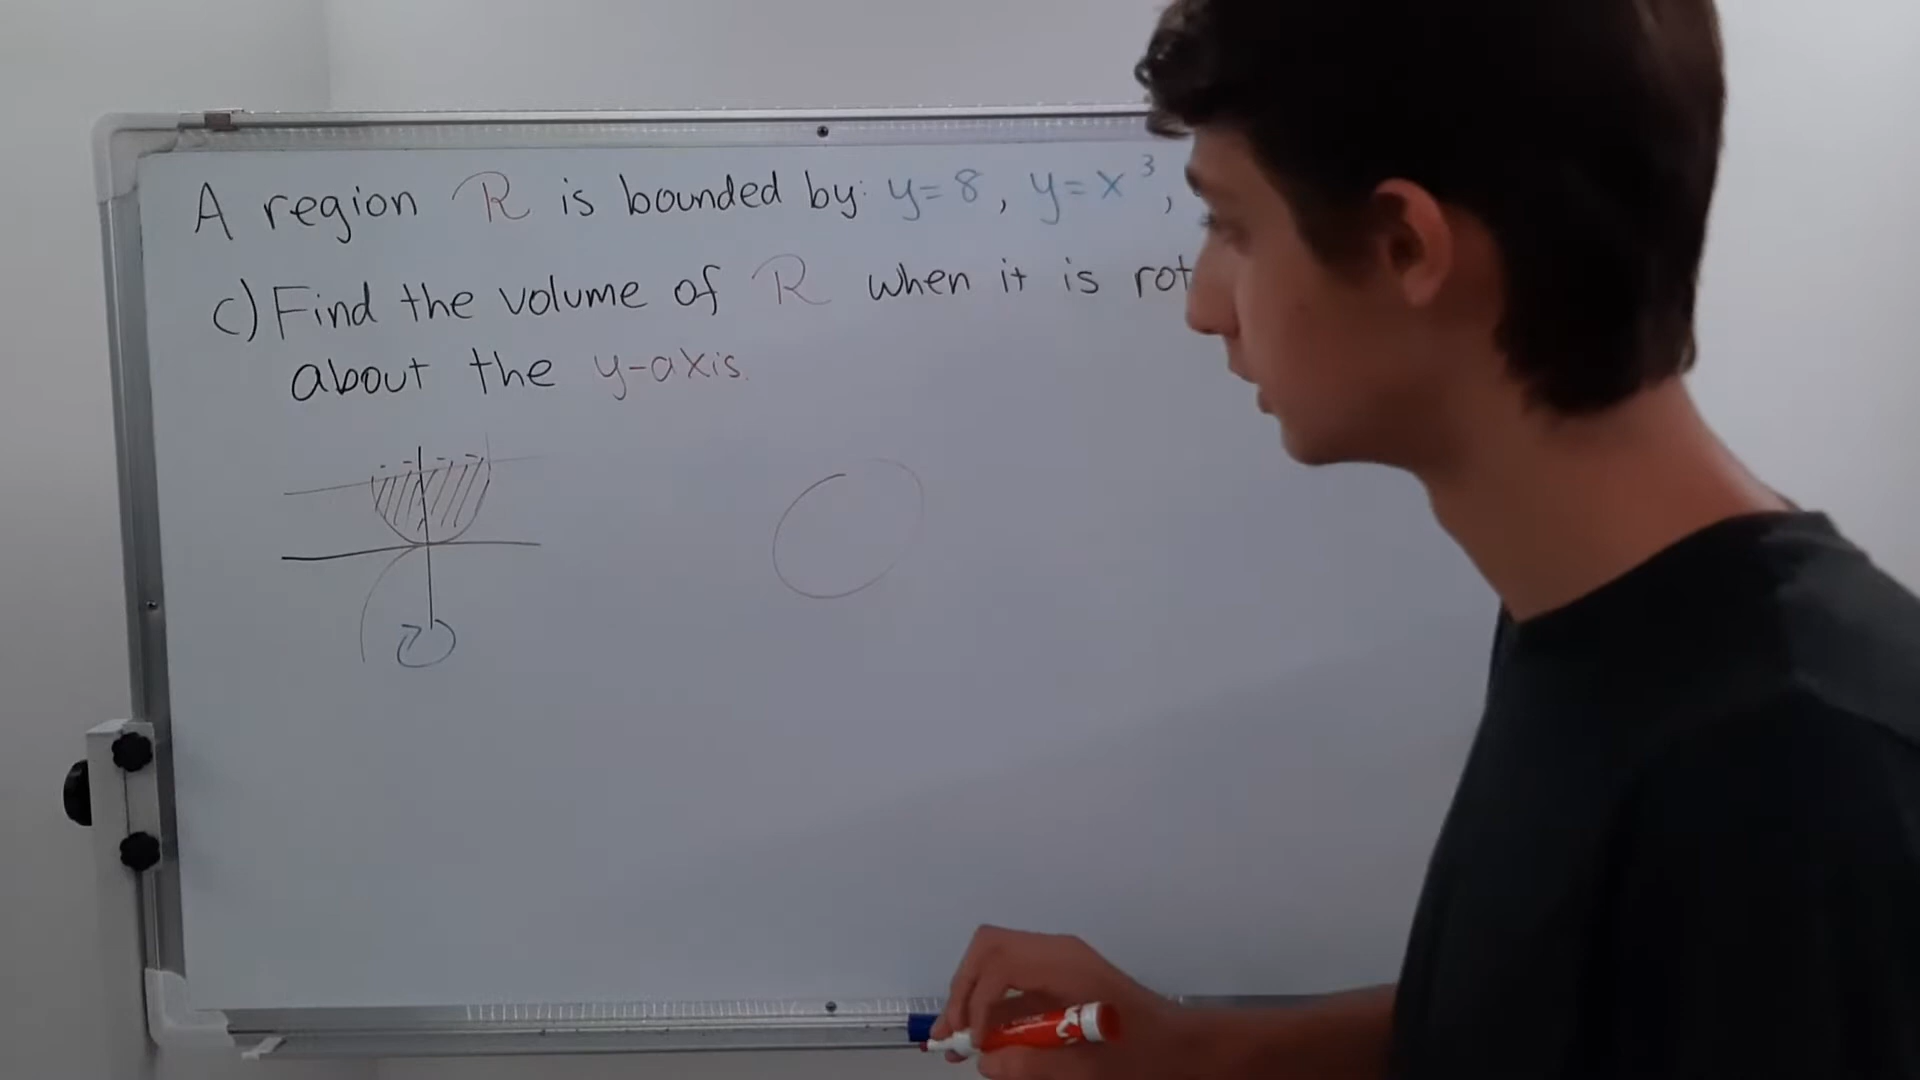 A region R is bounded by: y=8, y=x³,
c) Find the volume of R when it is rot
about the y-axis.